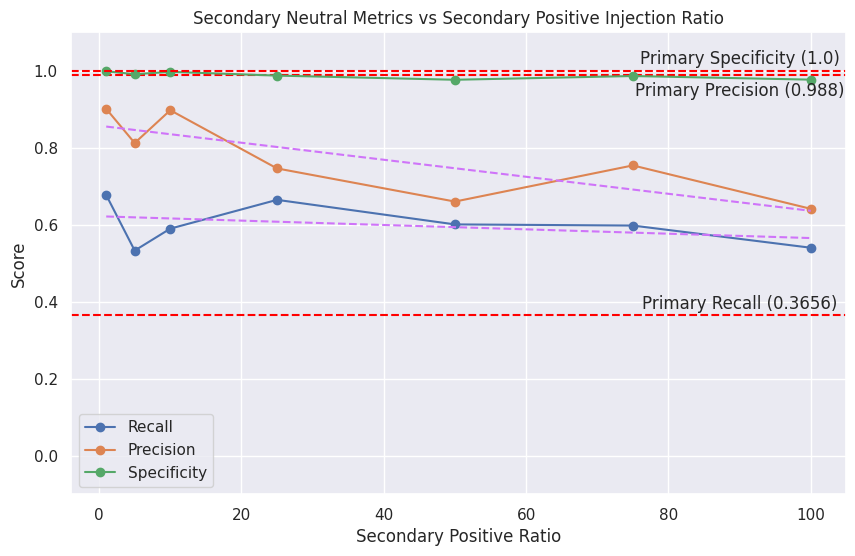 Secondary Neutral Metrics vs Secondary Positive Injection Ratio
Primary Specificity (1.0)
Primary Precision (0.988)
Primary Recall (0.3656)
1.0
0.8
0.6
0.4
0.2
0.0
Score
Recall
Precision
Specificity
0
20
40
60
80
100
Secondary Positive Ratio